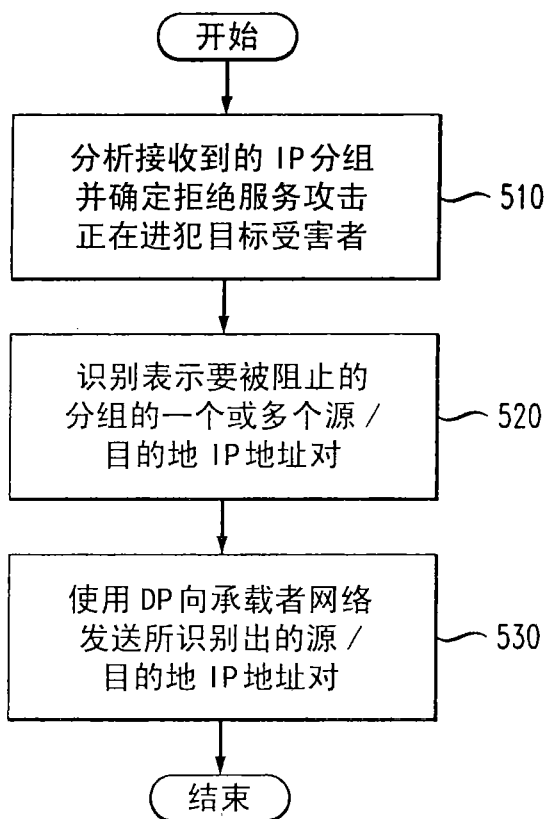 开始
分析接收到的 IP分组
并确定拒绝服务攻击
正在进犯目标受害者
510
识别表示要被阻止的
分组的一个或多个源 /
目的地 IP地址对
520
使用 DP向承载者网络
发送所识别出的源 /
目的地 IP地址对
530
结束